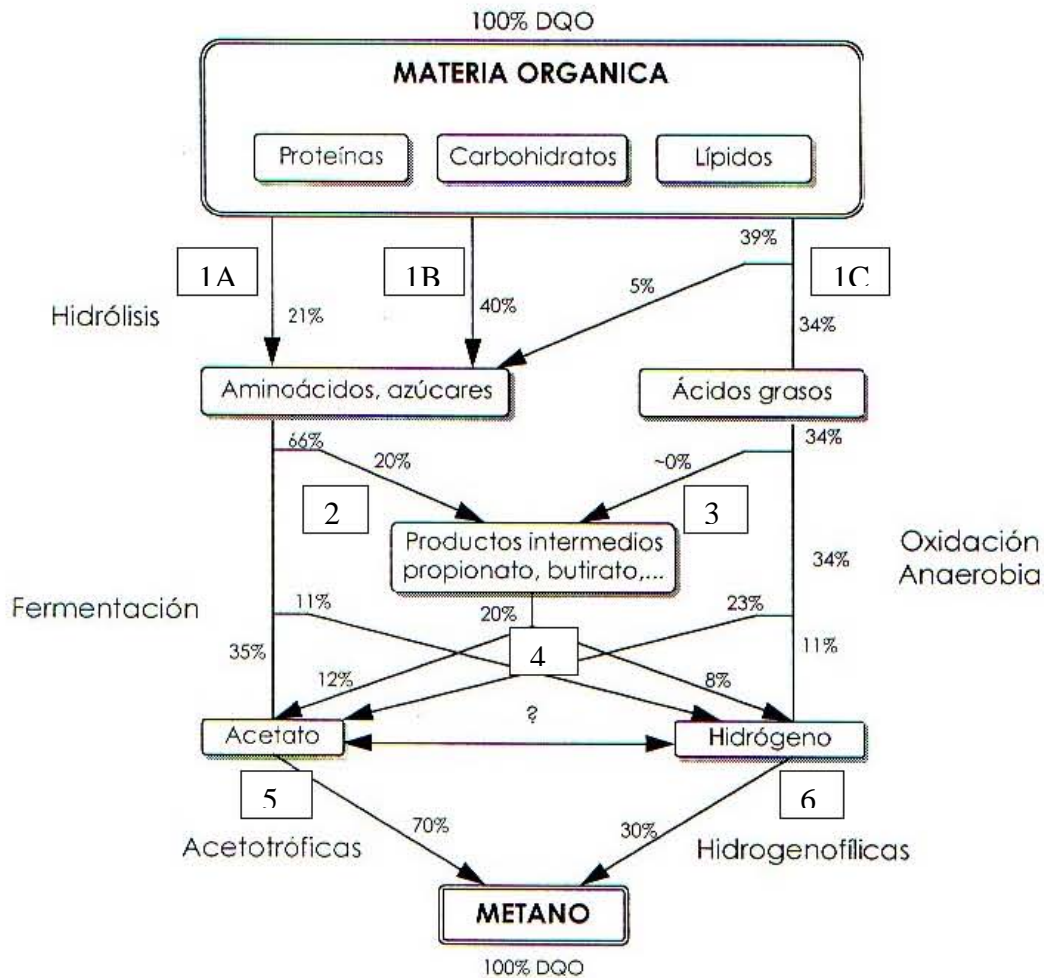 100% DQO
MATERIA ORGANICA
Proteínas
Carbohidratos
Lípidos
39%
1A
1B
1C
5%
Hidrólisis
21%
40%
34%
Aminoácidos, azúcares
Ácidos grasos
66%
34%
20%
~0%
2
3
Productos intermedios
propionato, butirato,...
Oxidación
Anaerobia
34%
Fermentación
11%
20%
23%
35%
4
11%
12%
8%
?
Acetato
Hidrógeno
5
6
70%
30%
Acetotróficas
Hidrogenofílicas
METANO
100% DQO